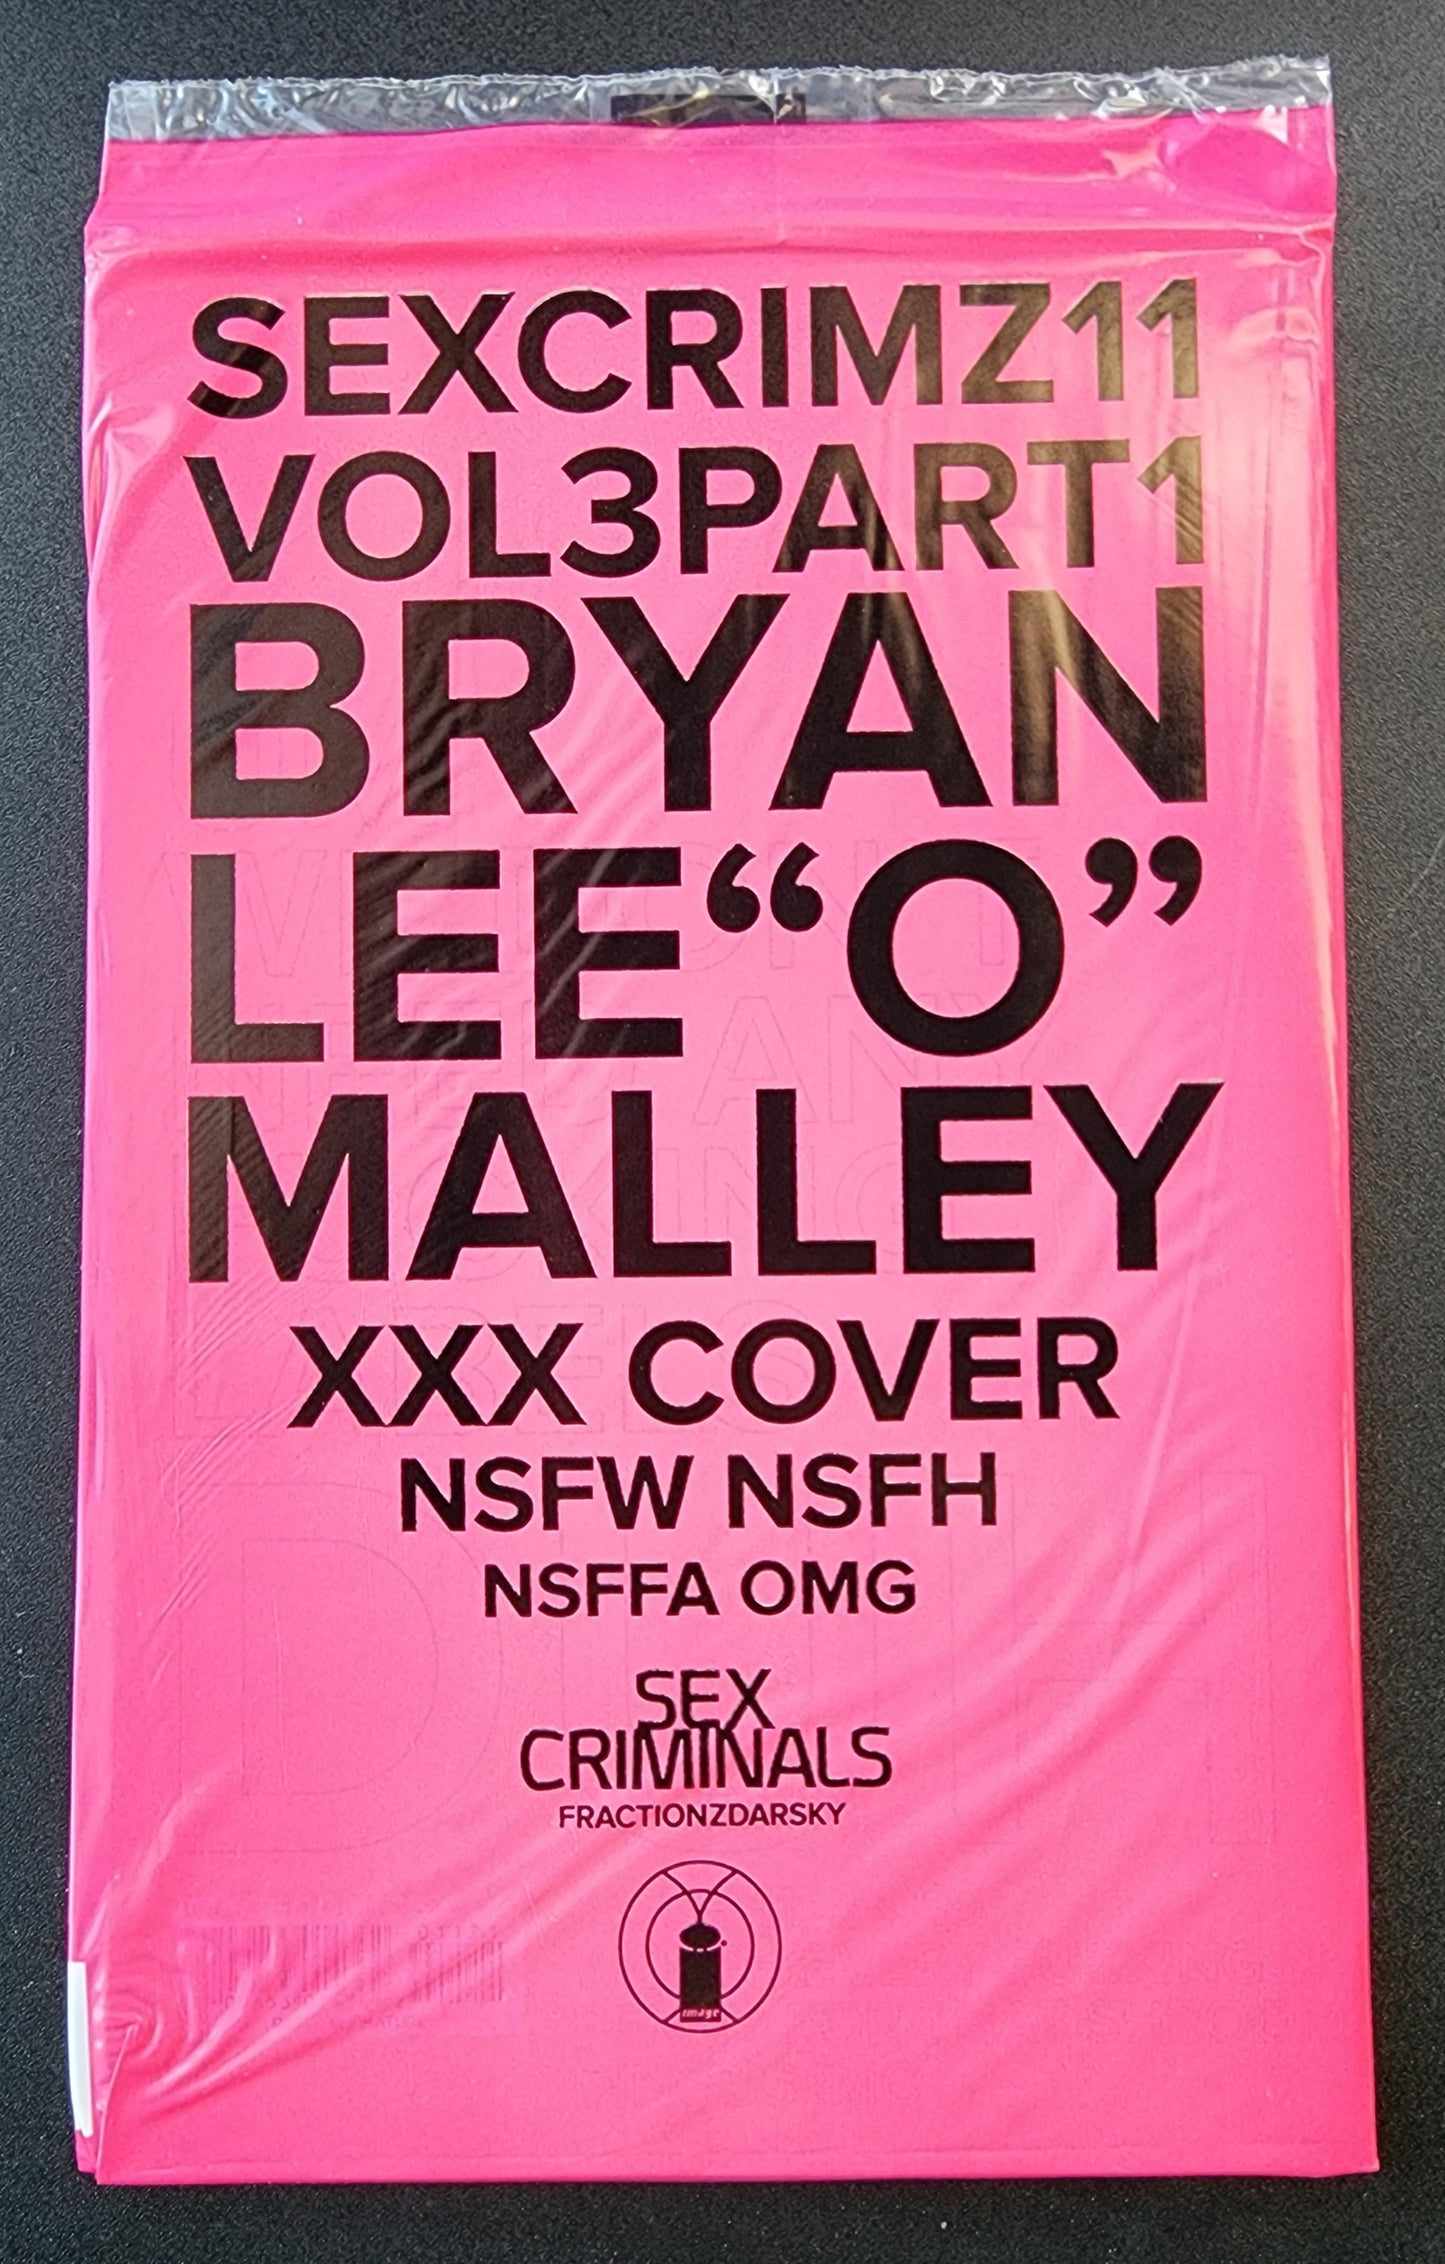 SEXCRIMZ11
VOL3PART1
BRYAN
LEE“O”
MALLEY
XXX COVER
NSFW NSFH
NSFFA OMG
SEX
CRIMINALS
FRACTIONZDARSKY
image